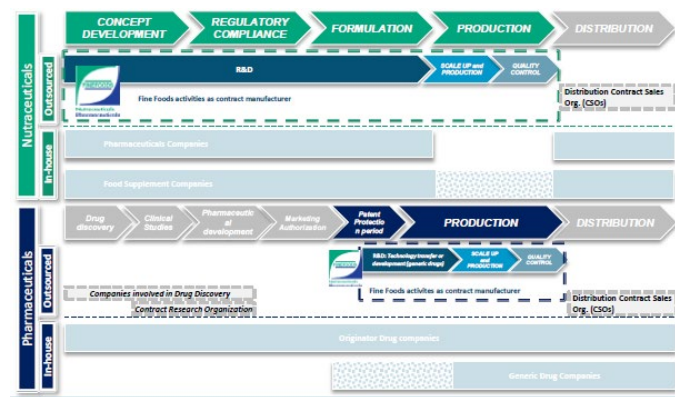 CONCEPT
DEVELOPMENT
REGULATORY
COMPLIANCE
FORMULATION
PRODUCTION
DISTRIBUTION
Nutraceuticals
Outsourced
R&D
SCALE UP and
PRODUCTION
QUALITY
CONTROL
Fine Foods activities as contract manufacturer
Nutraceuticals
Pharmaceuticals
Distribution Contract Sales
Org. (CSOs)
In-house
Pharmaceuticals Companies
Food Supplement Companies
Drug
discovery
Clinical
Studies
Pharmaceutic
al
development
Marketing
Authorization
Patent
Protectio
n period
PRODUCTION
DISTRIBUTION
Pharmaceuticals
Outsourced
R&D: Technology transfer or
development (generic drugs)
SCALE UP
and
PRODUCTION
QUALITY
CONTROL
Fine Foods activites as contract manufacturer
Companies involved in Drug Discovery
Contract Research Organization
Distribution Contract Sales
Org. (CSOs)
In-house
Originator Drug companies
Generic Drug Companies